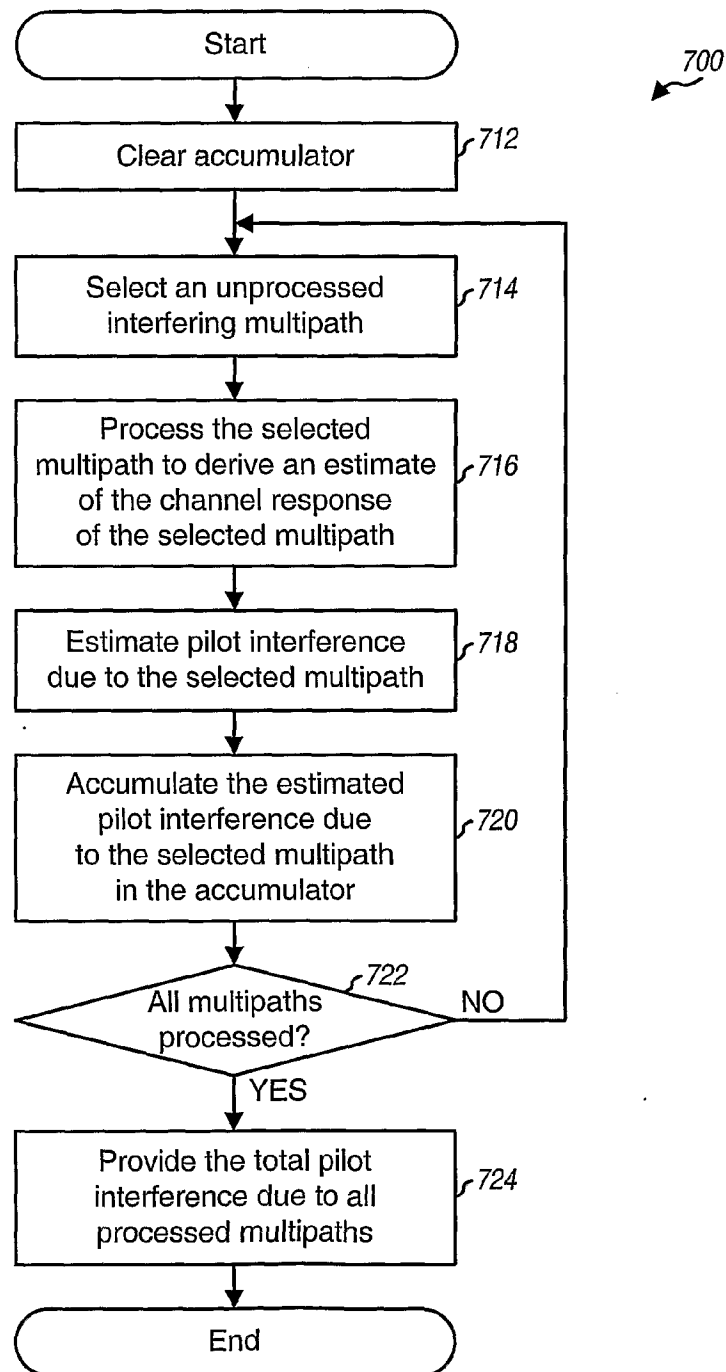 Start
700
Clear accumulator
712
Select an unprocessed
interfering multipath
714
Process the selected
multipath to derive an estimate
of the channel response
of the selected multipath
716
Estimate pilot interference
due to the selected multipath
718
Accumulate the estimated
pilot interference due
to the selected multipath
in the accumulator
720
722
All multipaths
processed?
NO
YES
Provide the total pilot
interference due to all
processed multipaths
724
End